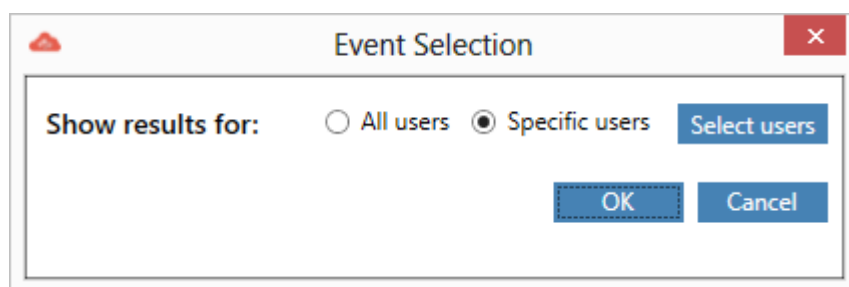 Event Selection
Show results for: All users Specific users Select users
OK Cancel